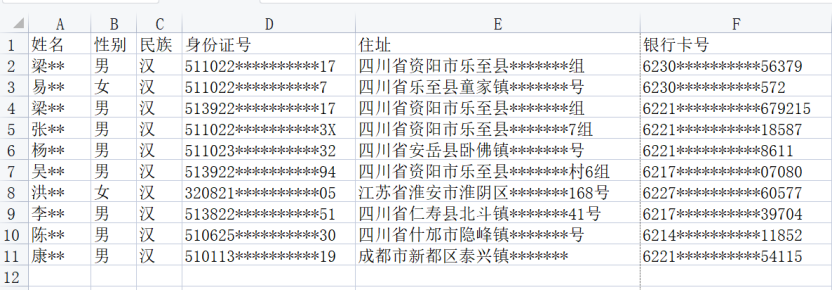 A B C D E F
1 姓名 性别 民族 身份证号 住址 银行卡号
2 梁** 男 汉 511022**********17 四川省资阳市乐至县*******组 6230**********56379
3 易** 女 汉 511022**********7 四川省乐至县童家镇*******号 6230**********572
4 梁** 男 汉 513922**********17 四川省资阳市乐至县*******组 6221**********679215
5 张** 男 汉 511022**********3X 四川省资阳市乐至县*******7组 6221**********18587
6 杨** 男 汉 511023**********32 四川省安岳县卧佛镇*******号 6221**********8611
7 吴** 男 汉 513922**********94 四川省资阳市乐至县*******村6组 6217**********07080
8 洪** 女 汉 320821**********05 江苏省淮安市淮阴区*******168号 6227**********60577
9 李** 男 汉 513822**********51 四川省仁寿县北斗镇*******41号 6217**********39704
10 陈** 男 汉 510625**********30 四川省什邡市隐峰镇*******号 6214**********11852
11 康** 男 汉 510113**********19 成都市新都区泰兴镇******* 6221**********54115
12